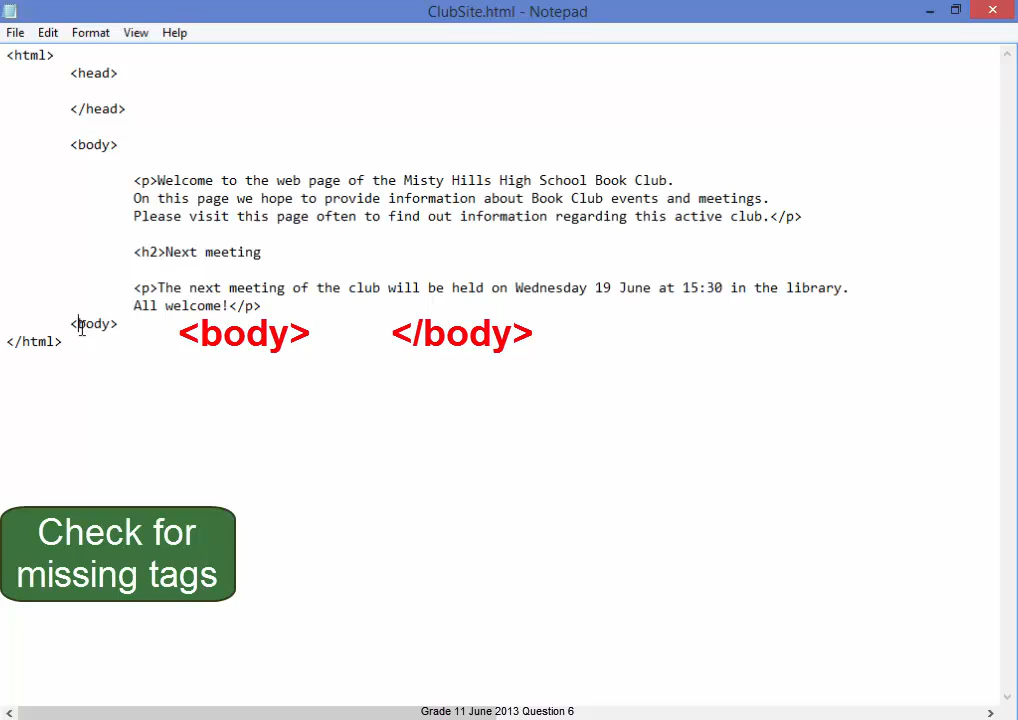 ClubSite.html - Notepad
File Edit Format View Help
<html>
<head>
</head>
<body>
<p>Welcome to the web page of the Misty Hills High School Book Club.
On this page we hope to provide information about Book Club events and meetings.
Please visit this page often to find out information regarding this active club.</p>
<h2>Next meeting
<p>The next meeting of the club will be held on Wednesday 19 June at 15:30 in the library.
All welcome!</p>
<body>
<body> </body>
</html>
Check for
missing tags
Grade 11 June 2013 Question 6